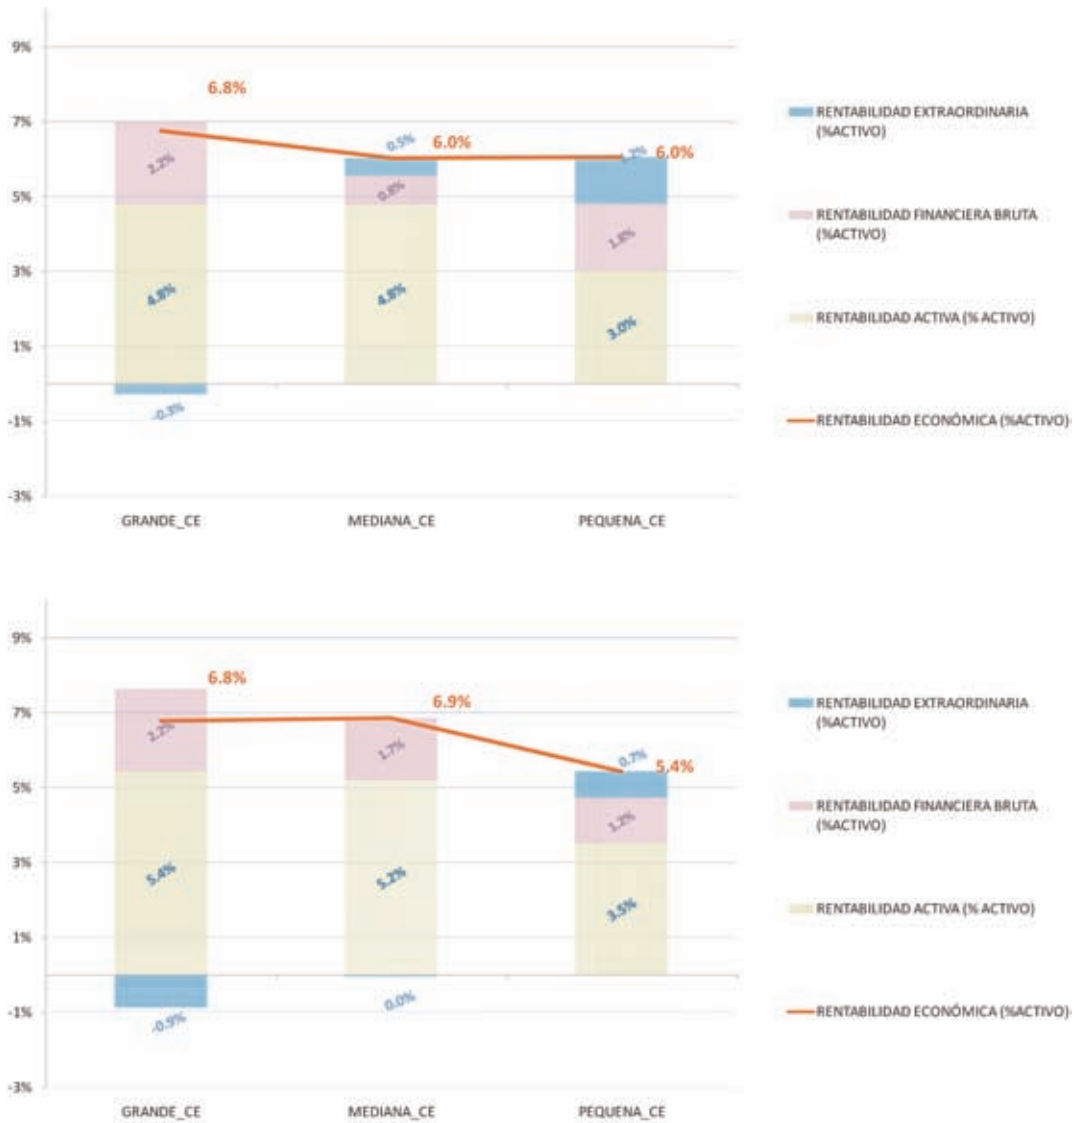 9%
7%
5%
3%
1%
-1%
-3%
6.8%
6.0%
6.0%
0.5%
1.2%
2.2%
0.8%
1.8%
4.8%
4.8%
3.0%
-0.3%
GRANDE_CE
MEDIANA_CE
PEQUENA_CE
RENTABILIDAD EXTRAORDINARIA
(%ACTIVO)
RENTABILIDAD FINANCIERA BRUTA
(%ACTIVO)
RENTABILIDAD ACTIVA (% ACTIVO)
RENTABILIDAD ECONÓMICA (%ACTIVO)
9%
7%
5%
3%
1%
-1%
-3%
6.8%
6.9%
5.4%
0.7%
2.2%
1.7%
1.2%
5.4%
5.2%
3.5%
-0.9%
0.0%
GRANDE_CE
MEDIANA_CE
PEQUENA_CE
RENTABILIDAD EXTRAORDINARIA
(%ACTIVO)
RENTABILIDAD FINANCIERA BRUTA
(%ACTIVO)
RENTABILIDAD ACTIVA (% ACTIVO)
RENTABILIDAD ECONÓMICA (%ACTIVO)